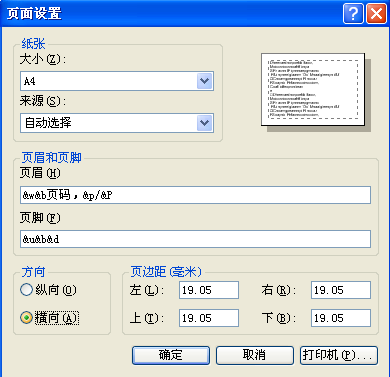 页面设置
纸张
大小(Z):
A4
来源(S):
自动选择
页眉和页脚
页眉(H)
&w&b页码，&p/&P
页脚(F)
&u&b&d
方向
纵向(O)
横向(A)
页边距(毫米)
左(L): 19.05 右(R): 19.05
上(T): 19.05 下(B): 19.05
确定 取消 打印机(P)...